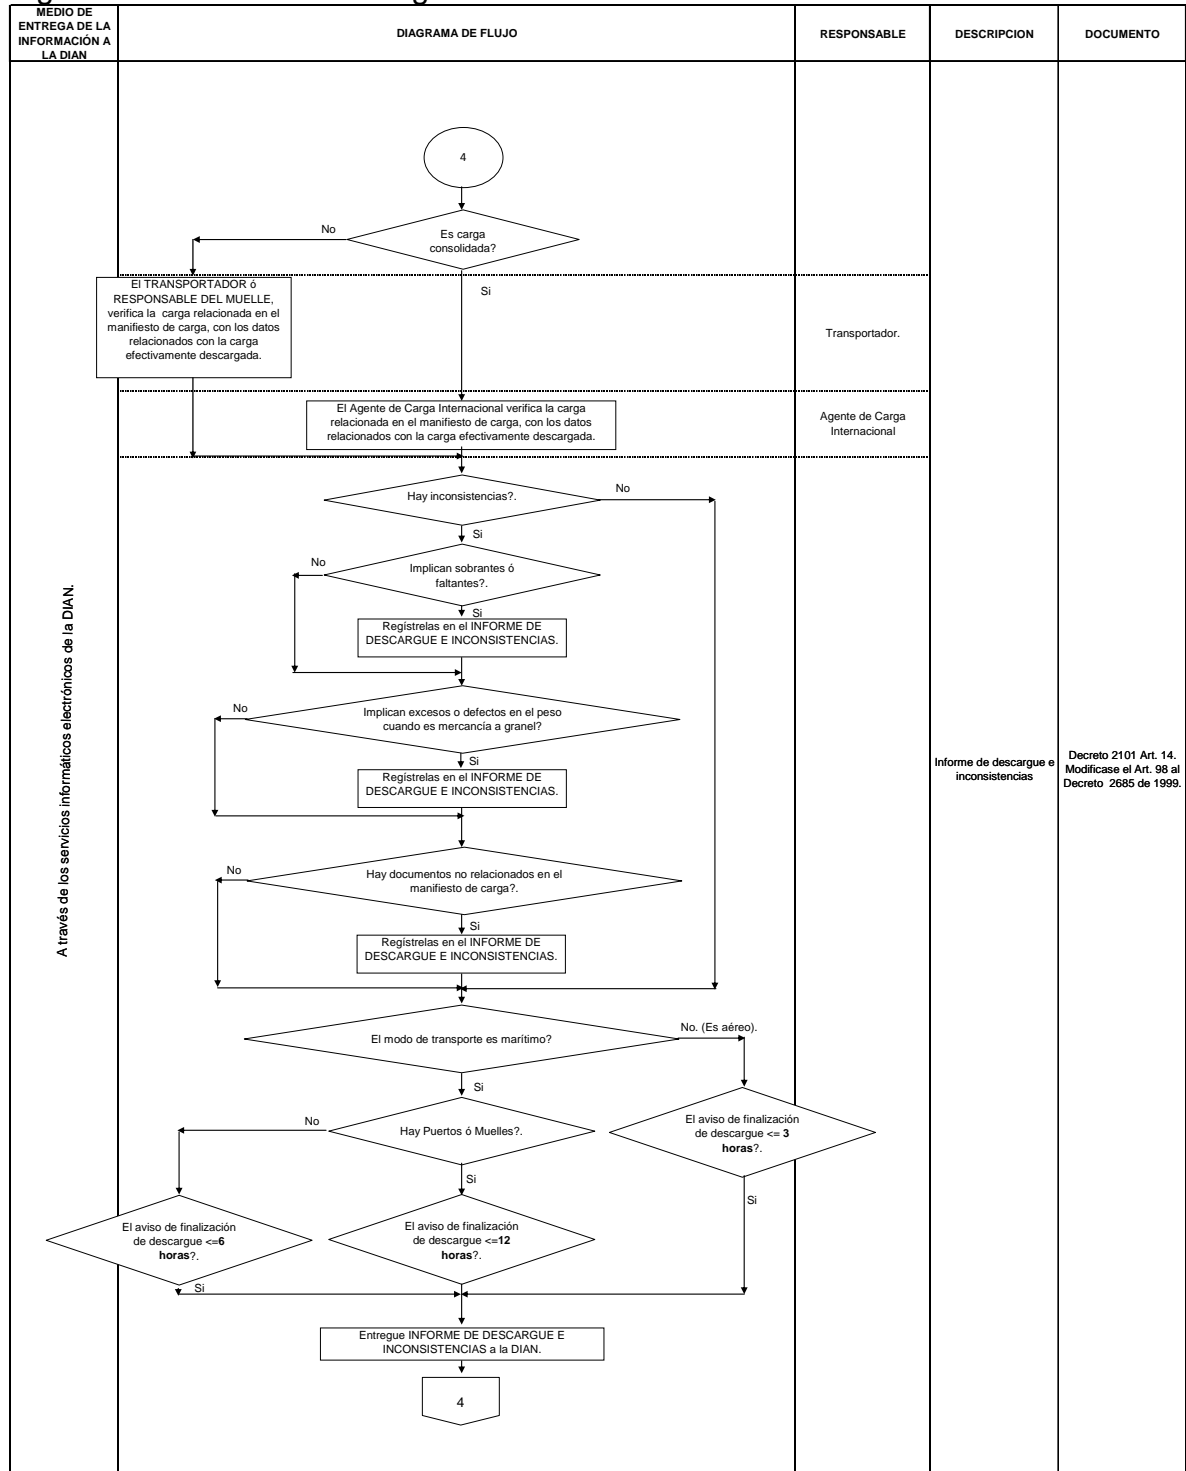 MEDIO DE
ENTREGA DE LA
INFORMACIÓN A
LA DIAN
DIAGRAMA DE FLUJO
RESPONSABLE
DESCRIPCION
DOCUMENTO
4
Es carga
consolidada?
No
Si
El TRANSPORTADOR ó
RESPONSABLE DEL MUELLE,
verifica la carga relacionada en el
manifiesto de carga, con los datos
relacionados con la carga
efectivamente descargada.
Transportador.
El Agente de Carga Internacional verifica la carga
relacionada en el manifiesto de carga, con los datos
relacionados con la carga efectivamente descargada.
Agente de Carga
Internacional
Hay inconsistencias?.
No
Si
Implican sobrantes ó
faltantes?.
No
Si
Regístrelas en el INFORME DE
DESCARGUE E INCONSISTENCIAS.
Implican excesos o defectos en el peso
cuando es mercancía a granel?
No
Si
Regístrelas en el INFORME DE
DESCARGUE E INCONSISTENCIAS.
A través de los servicios informáticos electrónicos de la DIAN.
Informe de descargue e
inconsistencias
Decreto 2101 Art. 14.
Modificase el Art. 98 al
Decreto 2685 de 1999.
Hay documentos no relacionados en el
manifiesto de carga?.
No
Si
Regístrelas en el INFORME DE
DESCARGUE E INCONSISTENCIAS.
El modo de transporte es marítimo?
No. (Es aéreo).
Si
Hay Puertos ó Muelles?.
No
Si
El aviso de finalización
de descargue <= 3
horas?.
Si
El aviso de finalización
de descargue <=6
horas?.
Si
El aviso de finalización
de descargue <=12
horas?.
Entregue INFORME DE DESCARGUE E
INCONSISTENCIAS a la DIAN.
4